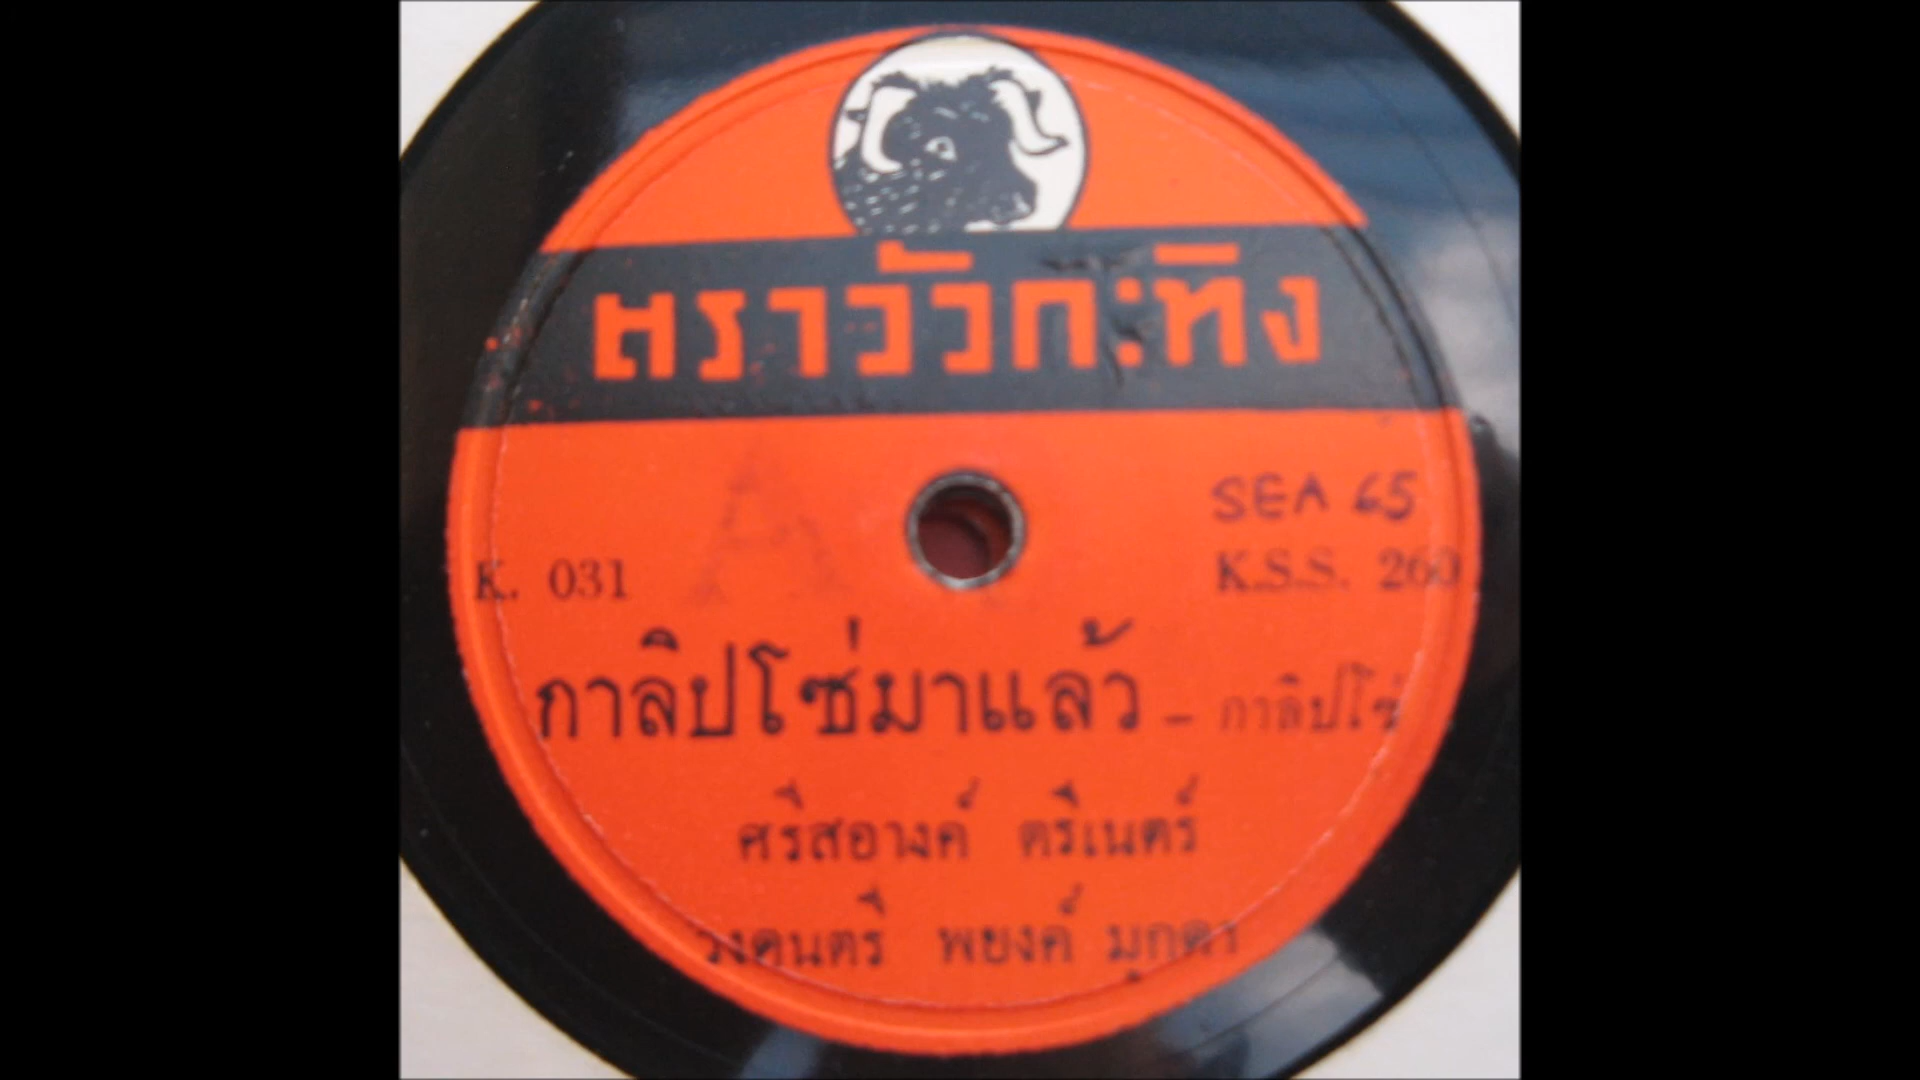 ตราวัวกะทิง
A
SEA 65
K. 031
K.S.S. 260
กาลิปโซ่มาแล้ว - กาลิปโซ่
ศรีสอางค์ ตรีเนตร์
วงดนตรี พยงค์ มุกดา